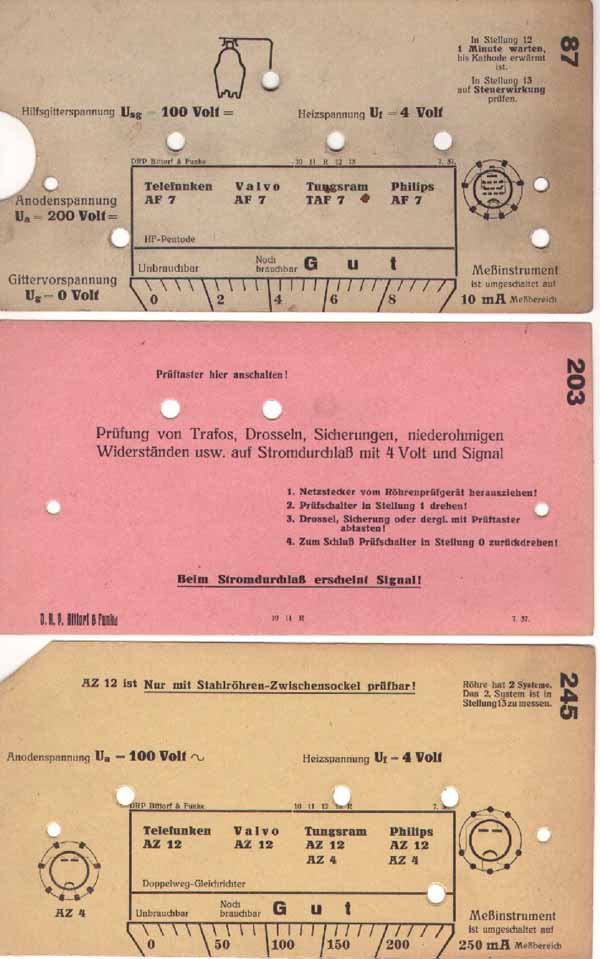 In Stellung 12
1 Minute warten,
bis Kathode erwärmt
ist.
In Stellung 13
auf Steuerwirkung
prüfen.
87
Hilfsgitterspannung Usg = 100 Volt =
Heizspannung Uf = 4 Volt
DRP Bittorf & Funke
10 11 R 12 13
7. 37.
Anodenspannung
Ua = 200 Volt =
Telefunken Valvo Tungsram Philips
AF 7 AF 7 TAF 7 AF 7
HF-Pentode
Unbrauchbar
Noch
brauchbar
Gut
Gittervorspannung
Ug = 0 Volt
0 2 4 6 8
Meßinstrument
ist umgeschaltet auf
10 mA Meßbereich
203
Prüftaster hier anschalten!
Prüfung von Trafos, Drosseln, Sicherungen, niederohmigen
Widerständen usw. auf Stromdurchlaß mit 4 Volt und Signal
1. Netzstecker vom Röhrenprüfgerät herausziehen!
2. Prüfschalter in Stellung 1 drehen!
3. Drossel, Sicherung oder dergl. mit Prüftaster
abtasten!
4. Zum Schluß Prüfschalter in Stellung 0 zurückdrehen!
Beim Stromdurchlaß erscheint Signal!
D. R. P. Bittorf & Funke
10 11 R
7. 37.
AZ 12 ist Nur mit Stahlröhren-Zwischensockel prüfbar!
Röhre hat 2 Systeme.
Das 2. System ist in
Stellung 13 zu messen.
245
Anodenspannung Ua = 100 Volt ~
Heizspannung Uf = 4 Volt
DRP Bittorf & Funke
10 11 12 13 R
7. 3
Telefunken Valvo Tungsram Philips
AZ 12 AZ 12 AZ 12 AZ 12
AZ 4 AZ 4
Doppelweg-Gleichrichter
AZ 4
Unbrauchbar
Noch
brauchbar
Gut
0 50 100 150 200
Meßinstrument
ist umgeschaltet auf
250 mA Meßbereich